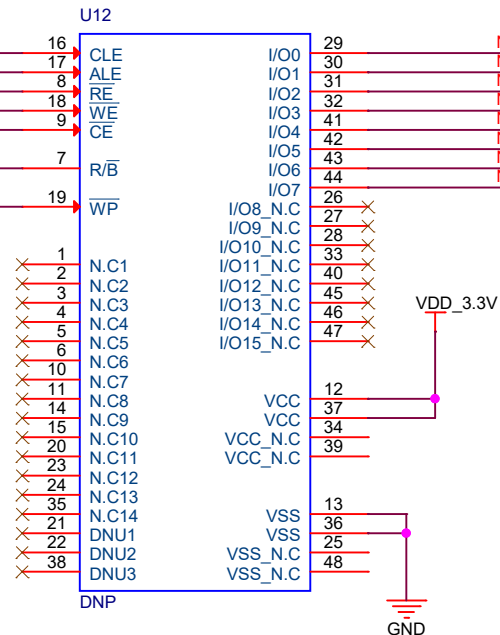 U12
16 CLE I/O0 29
17 ALE I/O1 30
8 RE I/O2 31
18 WE I/O3 32
9 CE I/O4 41
I/O5 42
7 R/B I/O6 43
I/O7 44
19 WP I/O8_N.C 26
I/O9_N.C 27
I/O10_N.C 28
1 N.C1 I/O11_N.C 33
2 N.C2 I/O12_N.C 40
3 N.C3 I/O13_N.C 45
4 N.C4 I/O14_N.C 46
5 N.C5 I/O15_N.C 47
VDD_3.3V
6 N.C6
10 N.C7
11 N.C8 VCC 12
14 N.C9 VCC 37
15 N.C10 VCC_N.C 34
20 N.C11 VCC_N.C 39
23 N.C12
24 N.C13
35 N.C14 VSS 13
21 DNU1 VSS 36
22 DNU2 VSS_N.C 25
38 DNU3 VSS_N.C 48
DNP
GND